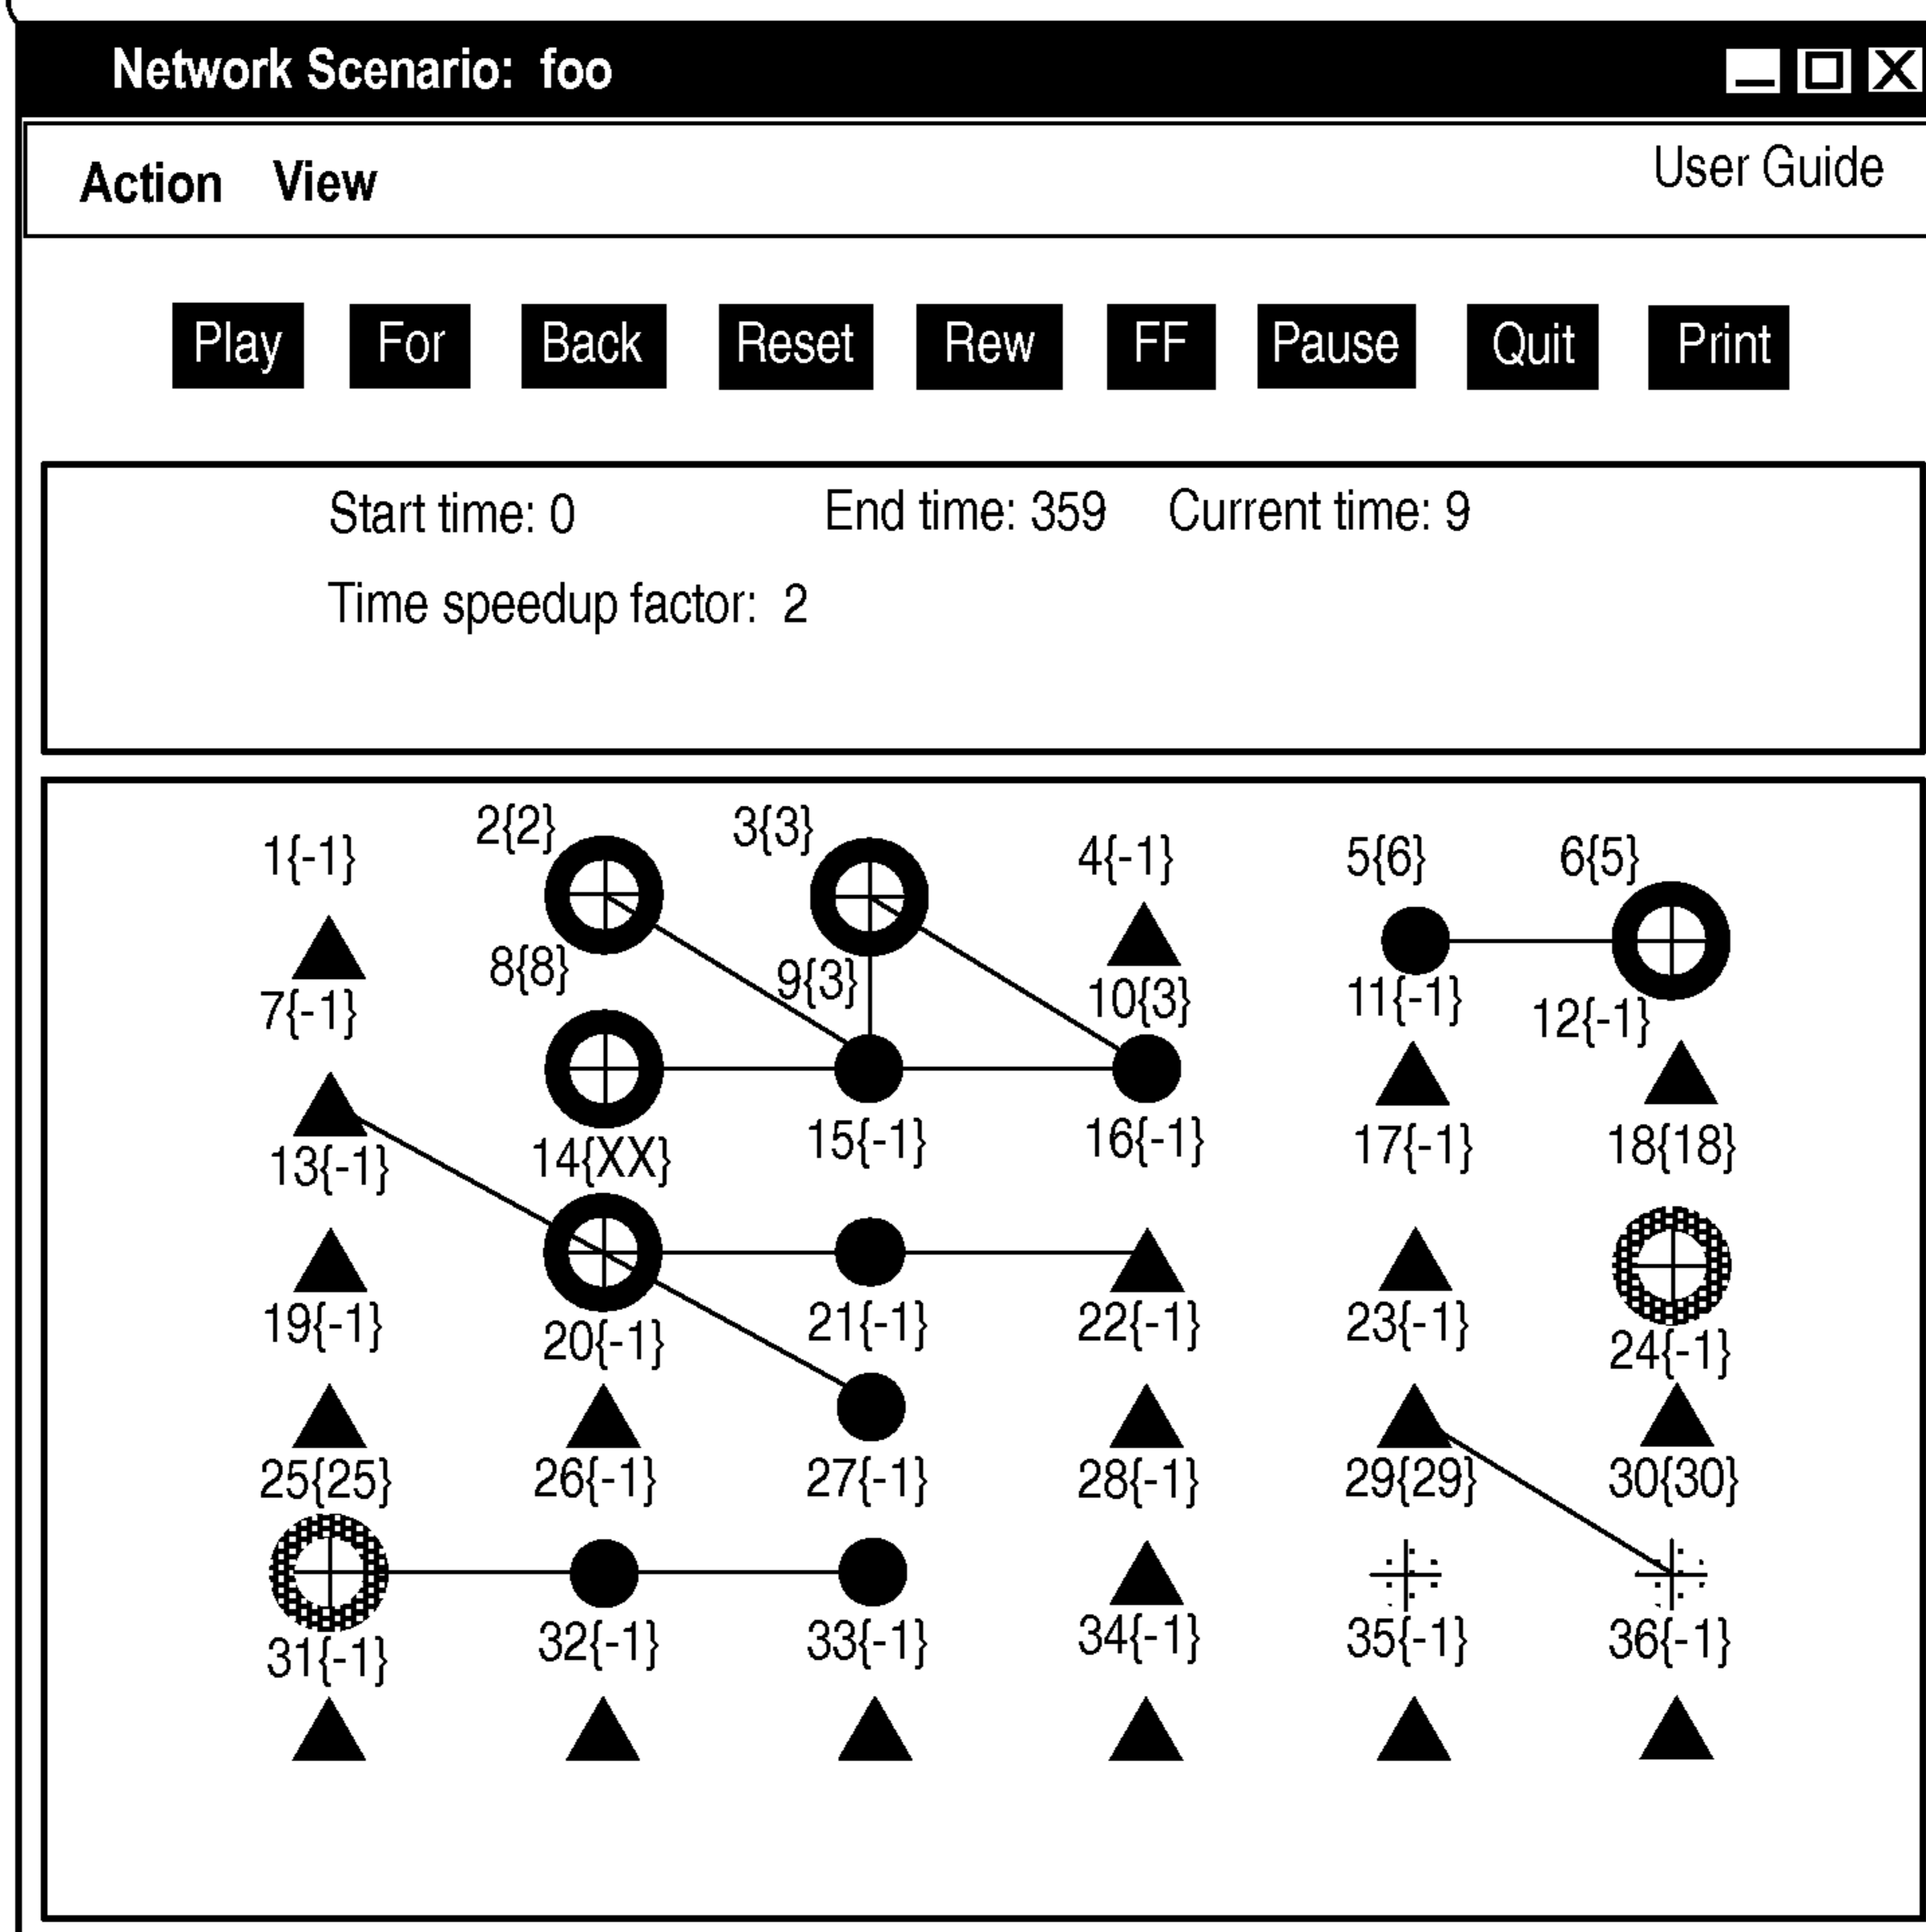 Network Scenario: foo
Action View User Guide
Play For Back Reset Rew FF Pause Quit Print
Start time: 0 End time: 359 Current time: 9
Time speedup factor: 2
1{-1} 2{2} 3{3} 4{-1} 5{6} 6{5}
7{-1} 8{8} 9{3} 10{3} 11{-1} 12{-1}
13{-1} 14{XX} 15{-1} 16{-1} 17{-1} 18{18}
19{-1} 20{-1} 21{-1} 22{-1} 23{-1} 24{-1}
25{25} 26{-1} 27{-1} 28{-1} 29{29} 30{30}
31{-1} 32{-1} 33{-1} 34{-1} 35{-1} 36{-1}